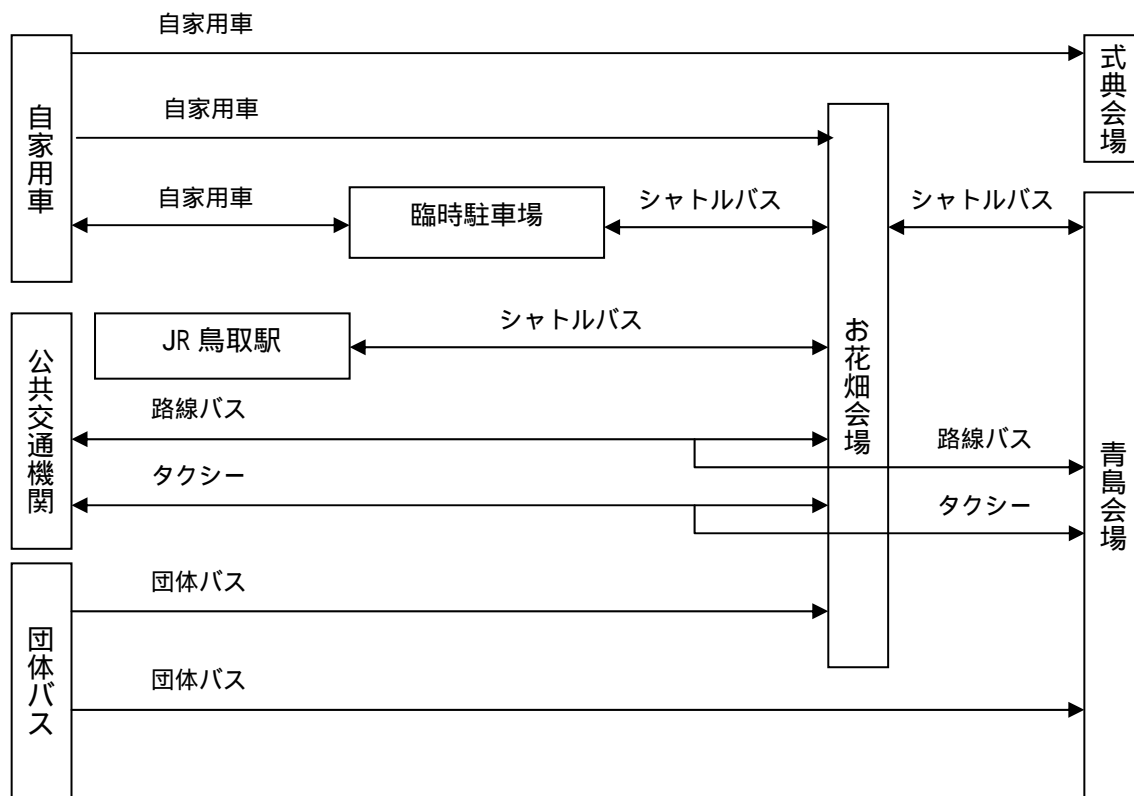 自家用車
式典会場
自家用車
自家用車
自家用車
臨時駐車場
シャトルバス
シャトルバス
JR 鳥取駅
シャトルバス
お花畑会場
公共交通機関
路線バス
路線バス
タクシー
タクシー
青島会場
団体バス
団体バス
団体バス